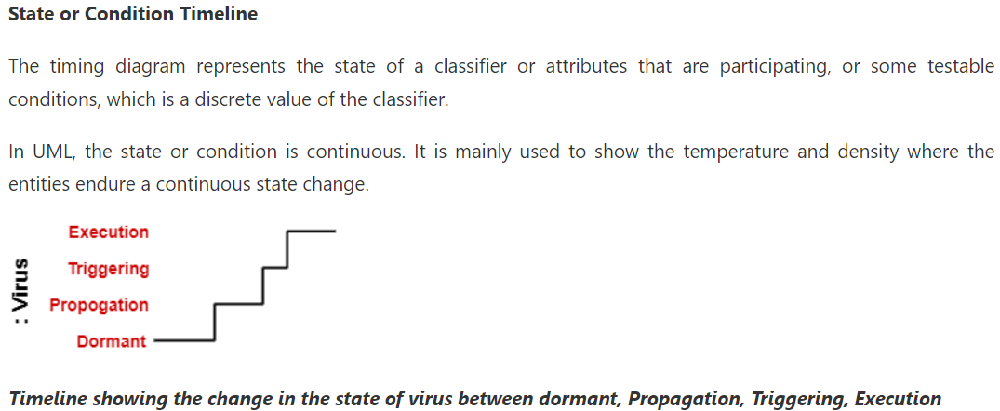 State or Condition Timeline
The timing diagram represents the state of a classifier or attributes that are participating, or some testable
conditions, which is a discrete value of the classifier.
In UML, the state or condition is continuous. It is mainly used to show the temperature and density where the
entities endure a continuous state change.
: Virus
Execution
Triggering
Propogation
Dormant
Timeline showing the change in the state of virus between dormant, Propagation, Triggering, Execution